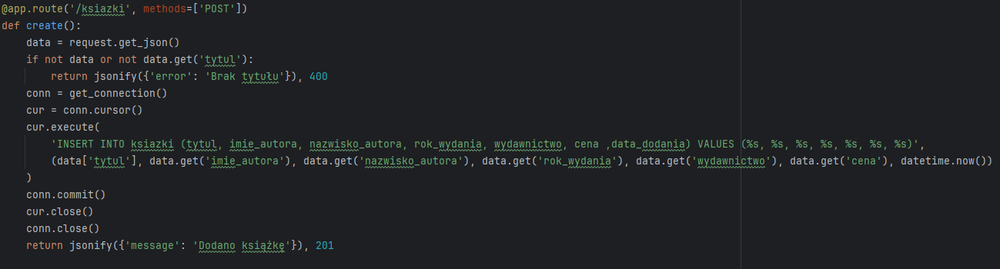 @app.route('/ksiazki', methods=['POST'])
def create():
    data = request.get_json()
    if not data or not data.get('tytul'):
        return jsonify({'error': 'Brak tytułu'}), 400
    conn = get_connection()
    cur = conn.cursor()
    cur.execute(
        'INSERT INTO ksiazki (tytul, imie_autora, nazwisko_autora, rok_wydania, wydawnictwo, cena ,data_dodania) VALUES (%s, %s, %s, %s, %s, %s, %s)',
        (data['tytul'], data.get('imie_autora'), data.get('nazwisko_autora'), data.get('rok_wydania'), data.get('wydawnictwo'), data.get('cena'), datetime.now())
    )
    conn.commit()
    cur.close()
    conn.close()
    return jsonify({'message': 'Dodano książkę'}), 201